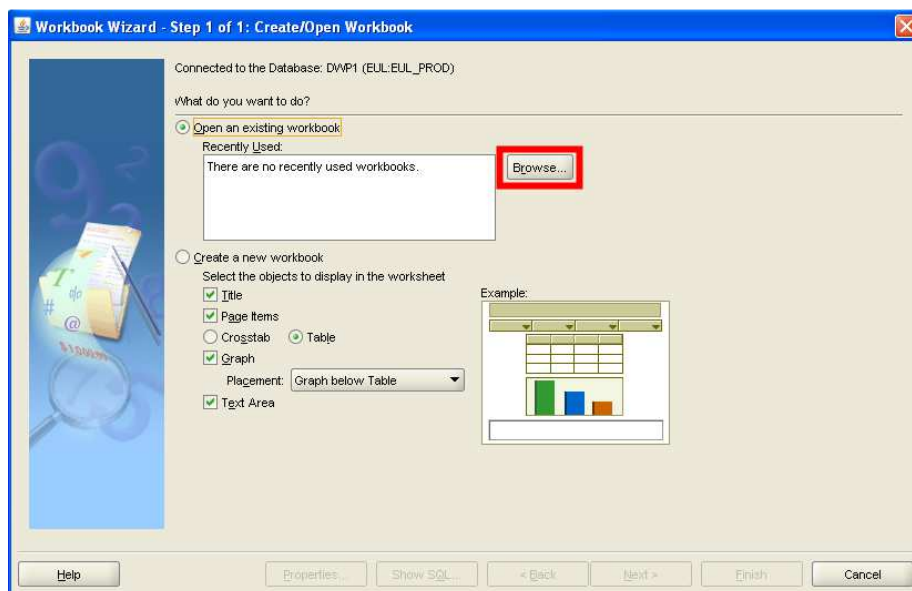 Workbook Wizard - Step 1 of 1: Create/Open Workbook
Connected to the Database: DWP1 (EUL:EUL_PROD)
What do you want to do?
Open an existing workbook
Recently Used:
There are no recently used workbooks.
Browse...
Create a new workbook
Select the objects to display in the worksheet
Title
Example:
Page Items
Crosstab Table
Graph
Placement: Graph below Table
Text Area
Help Properties... Show SQL... < Back Next > Finish Cancel